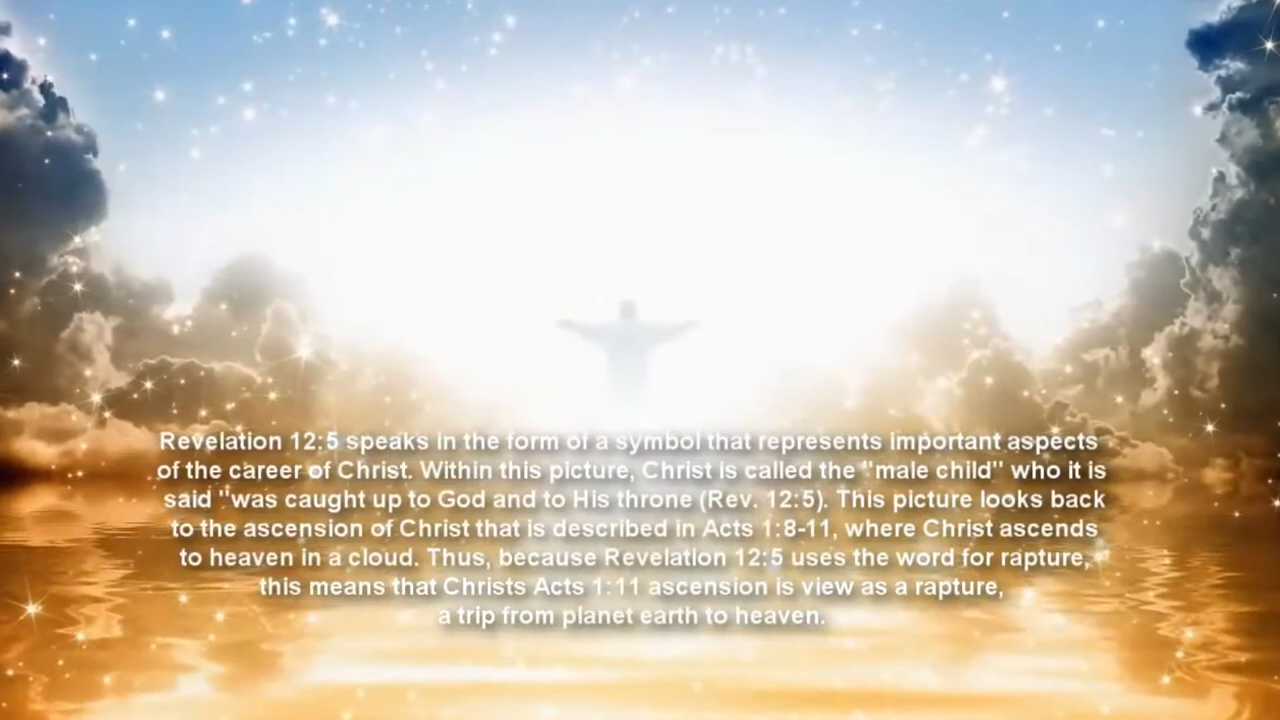 Revelation 12:5 speaks in the form of a symbol that represents important aspects
of the career of Christ. Within this picture, Christ is called the "male child" who it is
said "was caught up to God and to His throne (Rev. 12:5). This picture looks back
to the ascension of Christ that is described in Acts 1:8-11, where Christ ascends
to heaven in a cloud. Thus, because Revelation 12:5 uses the word for rapture,
this means that Christs Acts 1:11 ascension is view as a rapture,
a trip from planet earth to heaven.